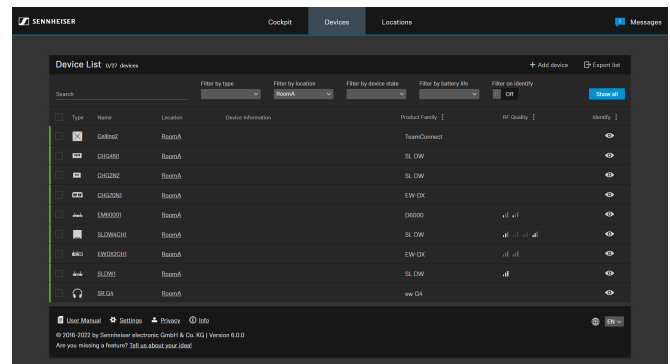 SENNHEISER Cockpit Devices Locations Messages
Device List 0/27 devices + Add device Export list
Filter by type Filter by location Filter by device state Filter by battery life Filter on identify
Search RoomA Off Show all
Type Name Location Device Information Product Family RF Quality Identify
Ceiling2 RoomA TeamConnect
CHG4N1 RoomA SL DW
CHG2N2 RoomA SL DW
CHG70N1 RoomA EW-DX
EM60001 RoomA D6000
SLDW4CH1 RoomA SL DW
EWDX2CH1 RoomA EW-DX
SLDW1 RoomA SL DW
SR G4 RoomA ew G4
User Manual Settings Privacy Info EN
© 2016-2022 by Sennheiser electronic GmbH & Co. KG | Version 6.0.0
Are you missing a feature? Tell us about your idea!